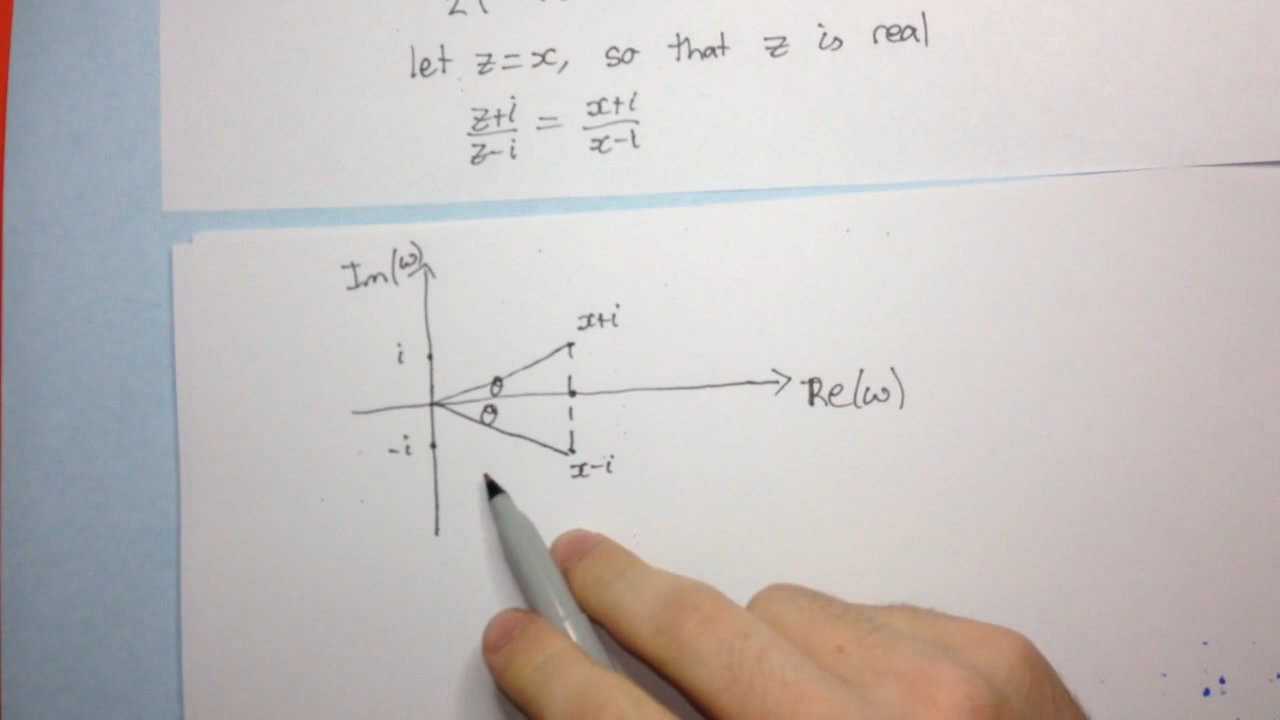 let z=x, so that z is real
z+i/z-i = x+i/x-i
Im(ω)
x+i
i
θ
Re(ω)
θ
-i
x-i